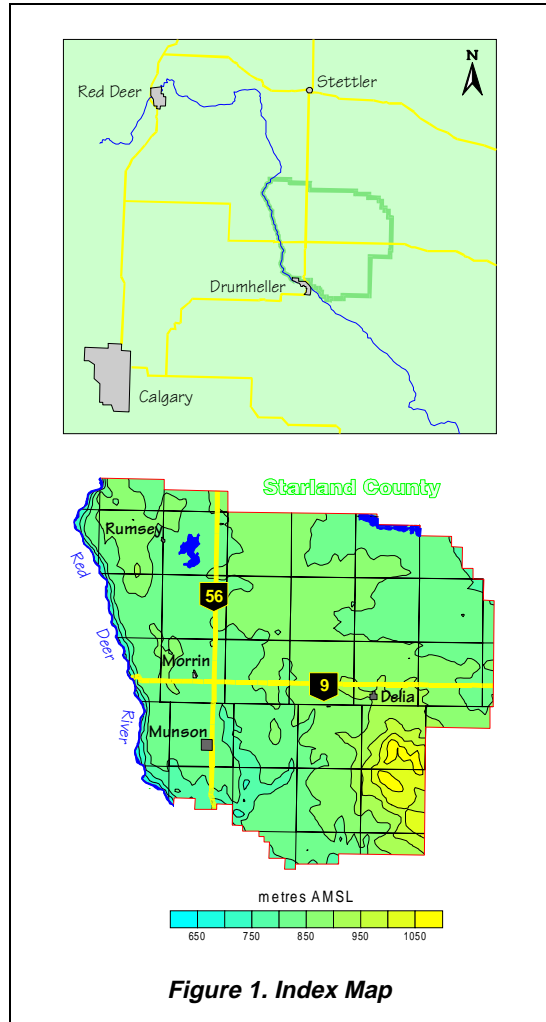 N
Stettler
Red Deer
Drumheller
Calgary
Starland County
Rumsey
Red Deer River
56
Morrin
9
Delia
Munson
metres AMSL
650 750 850 950 1050
Figure 1. Index Map